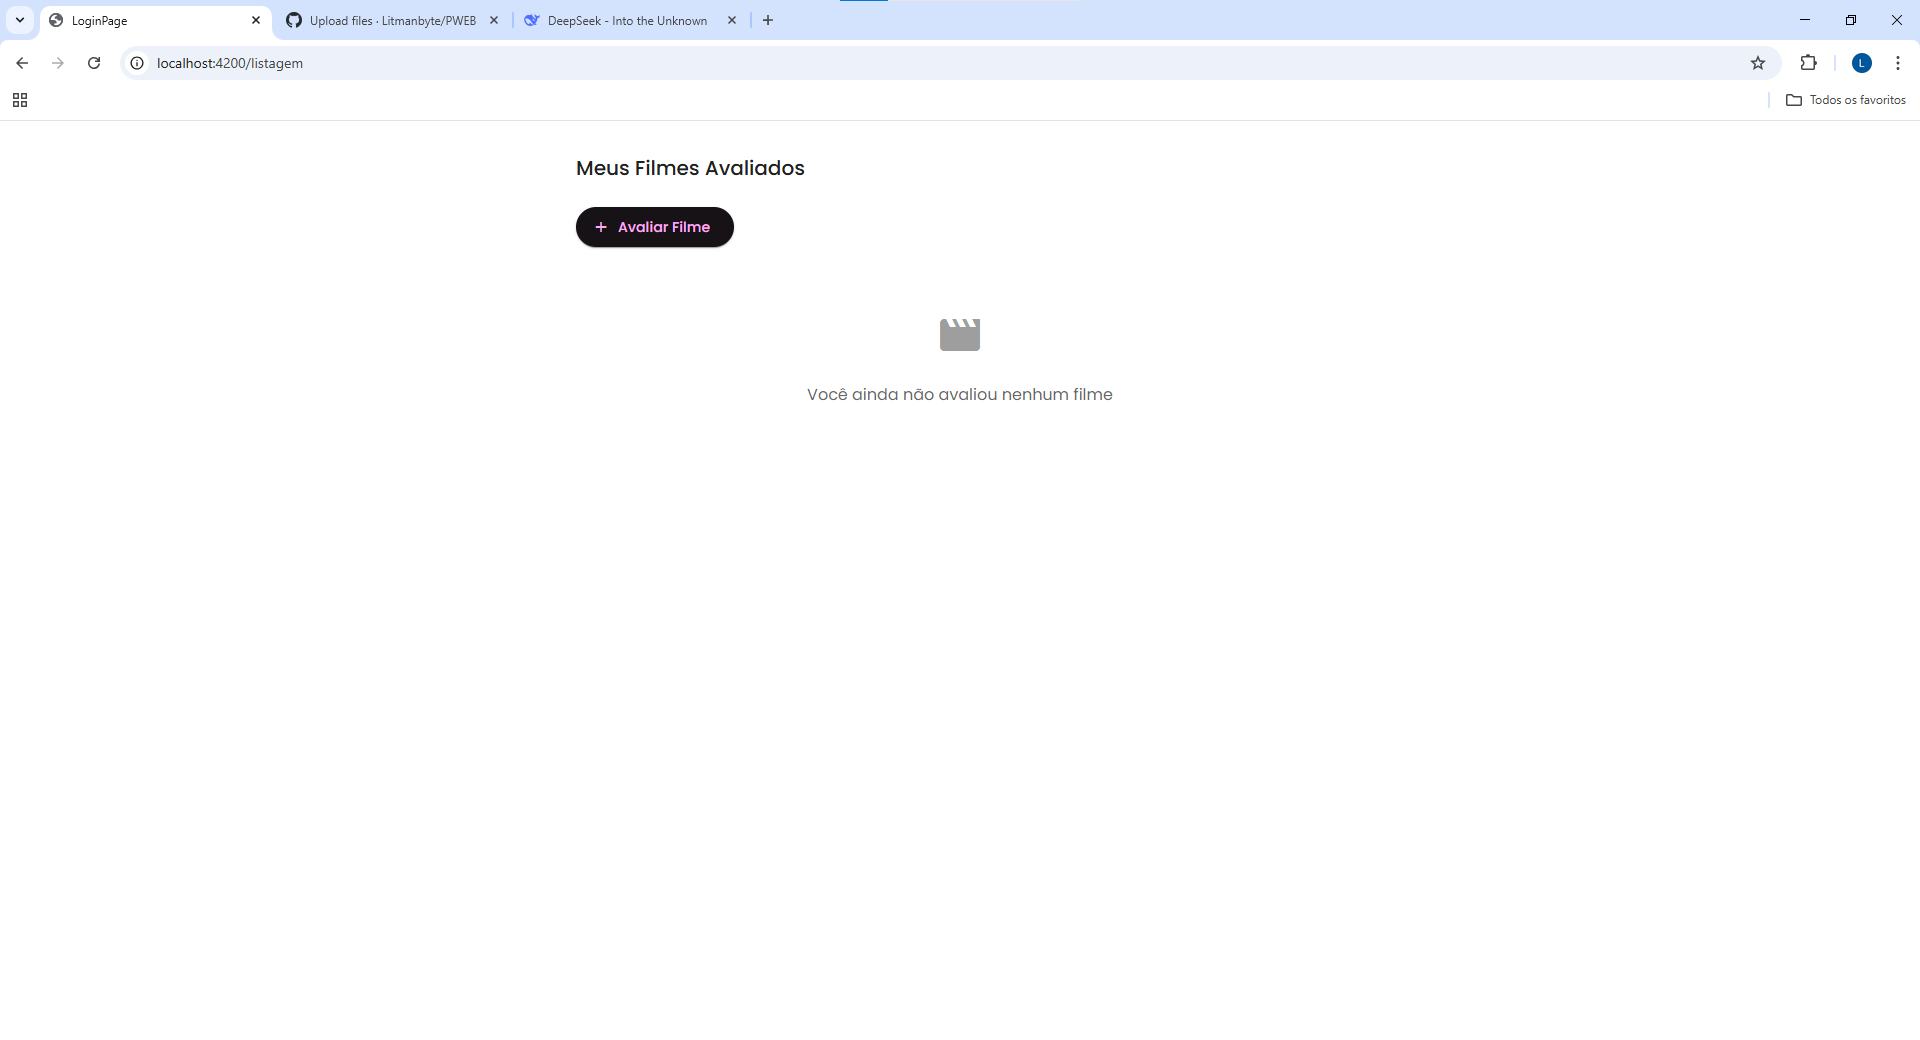 LoginPage
Upload files · Litmanbyte/PWEB
DeepSeek - Into the Unknown
localhost:4200/listagem
L
Todos os favoritos
Meus Filmes Avaliados
+ Avaliar Filme
Você ainda não avaliou nenhum filme